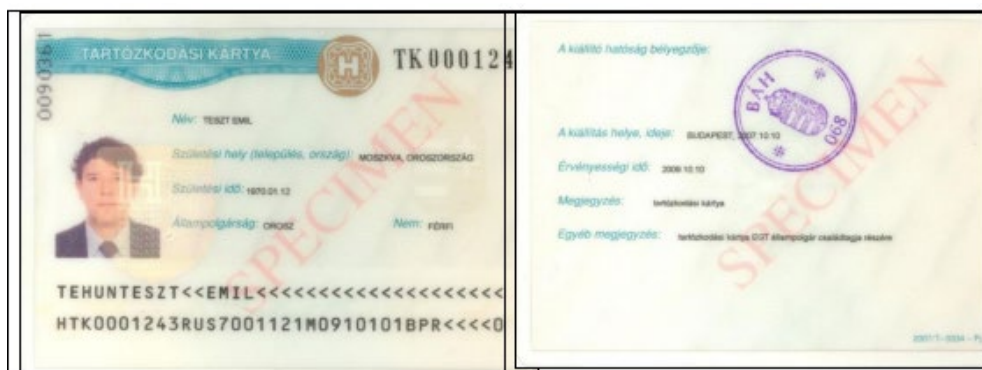 0090361
TARTÓZKODÁSI KÁRTYA
TK 000124
Név: TESZT EMIL
Születési hely (település, ország): MOSZKVA, OROSZORSZÁG
Születési idő: 1970.01.12
Állampolgárság: OROSZ Nem: FÉRFI
SPECIMEN
TEHUNTESZT<<EMIL<<<<<<<<<<<<<<<<<<<<<
HTK0001243RUS7001121M0910101BPR<<<<0
A kiállító hatóság bélyegzője:
BÁH
068
A kiállítás helye, ideje: BUDAPEST, 2007.10.10
Érvényességi idő: 2009.10.10
Megjegyzés: tartózkodási kártya
Egyéb megjegyzés: tartózkodási kártya EGT állampolgár családtagja részére
SPECIMEN